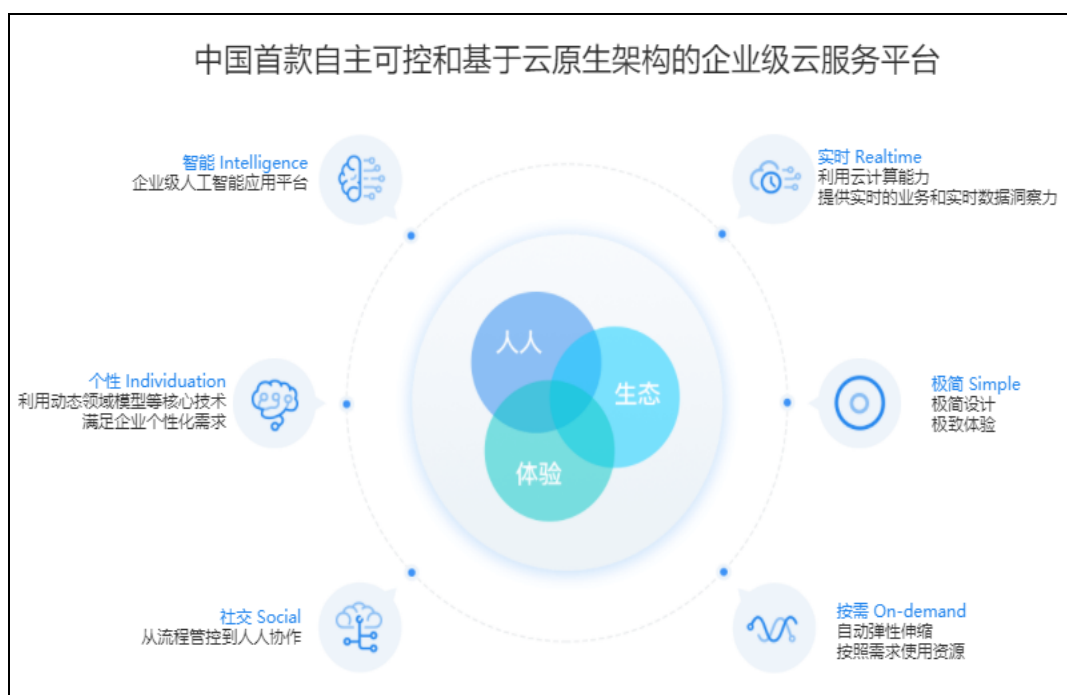 中国首款自主可控和基于云原生架构的企业级云服务平台
智能 Intelligence
企业级人工智能应用平台
实时 Realtime
利用云计算能力
提供实时的业务和实时数据洞察力
人人
生态
体验
个性 Individuation
利用动态领域模型等核心技术
满足企业个性化需求
极简 Simple
极简设计
极致体验
社交 Social
从流程管控到人人协作
按需 On-demand
自动弹性伸缩
按照需求使用资源